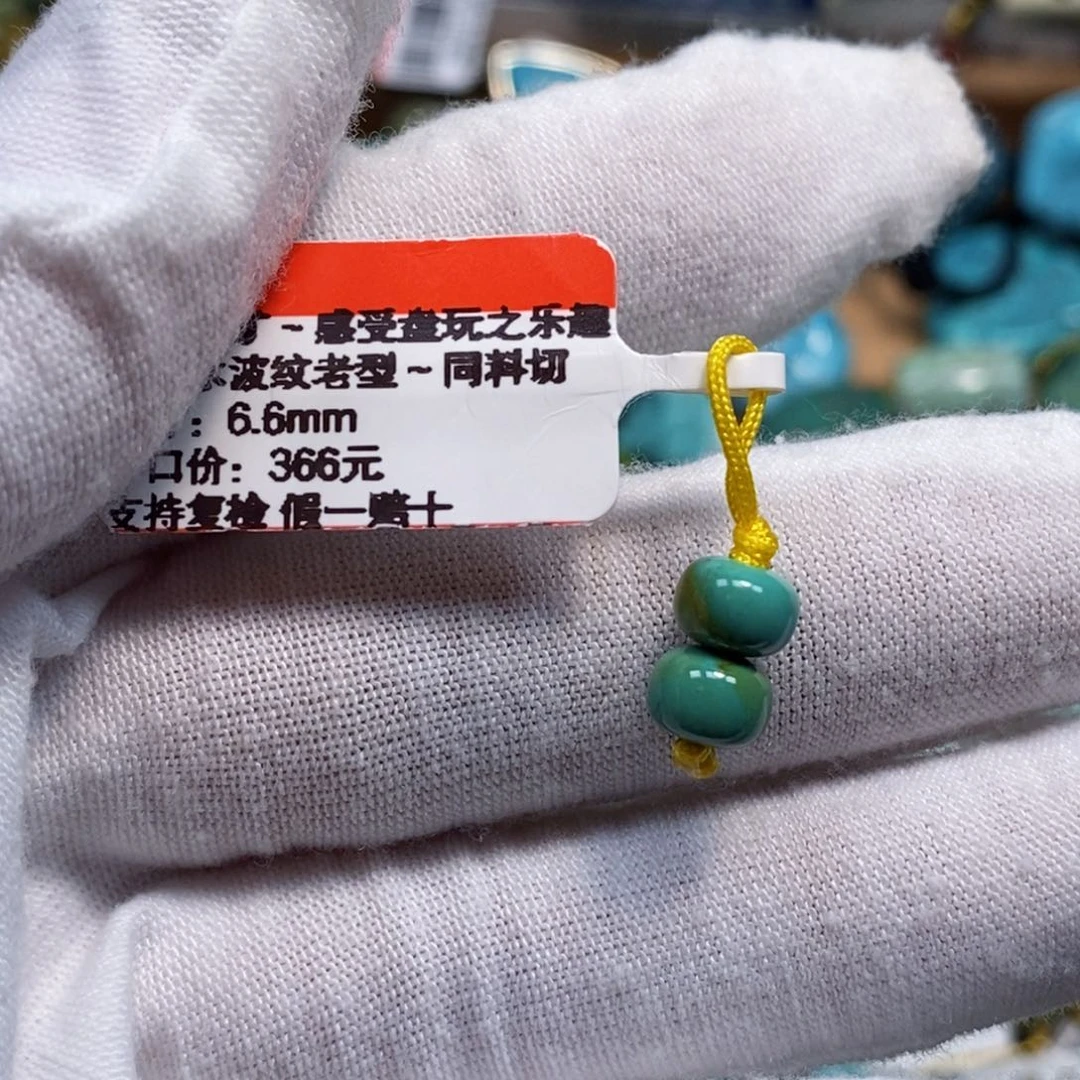 ~感受盘玩之乐趣
水波纹老型~同料切
: 6.6mm
口价: 366元
支持复检 假一赔十